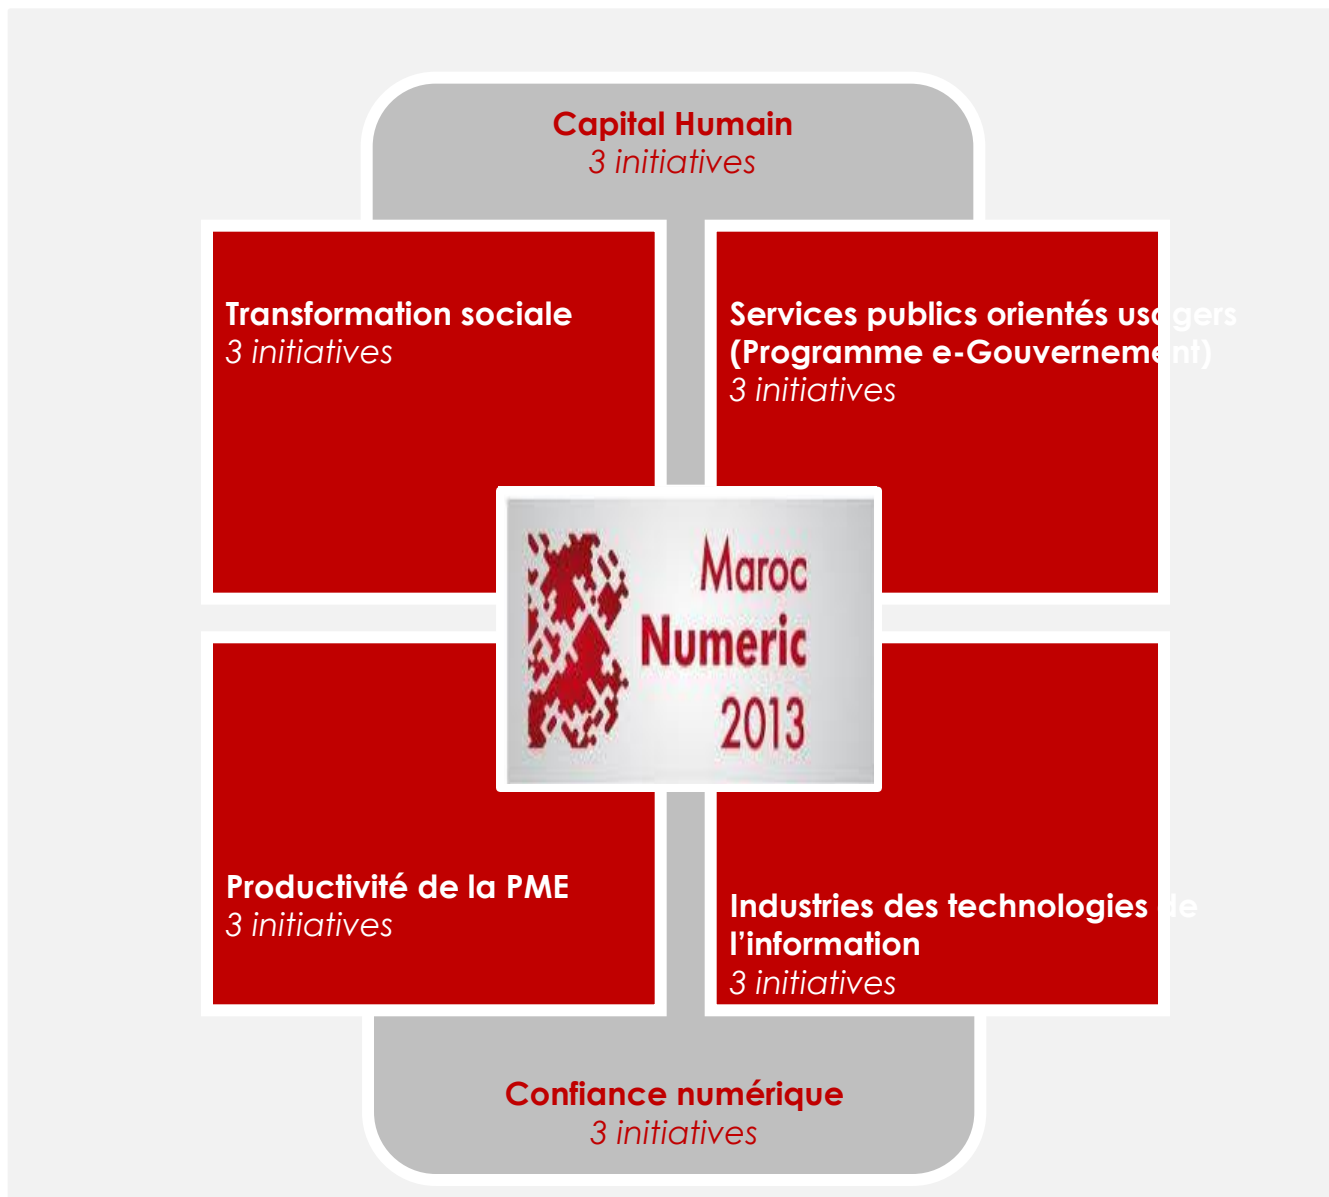 Capital Humain
3 initiatives
Transformation sociale
3 initiatives
Services publics orientés usagers
(Programme e-Gouvernement)
3 initiatives
Maroc
Numeric
2013
Productivité de la PME
3 initiatives
Industries des technologies de
l’information
3 initiatives
Confiance numérique
3 initiatives